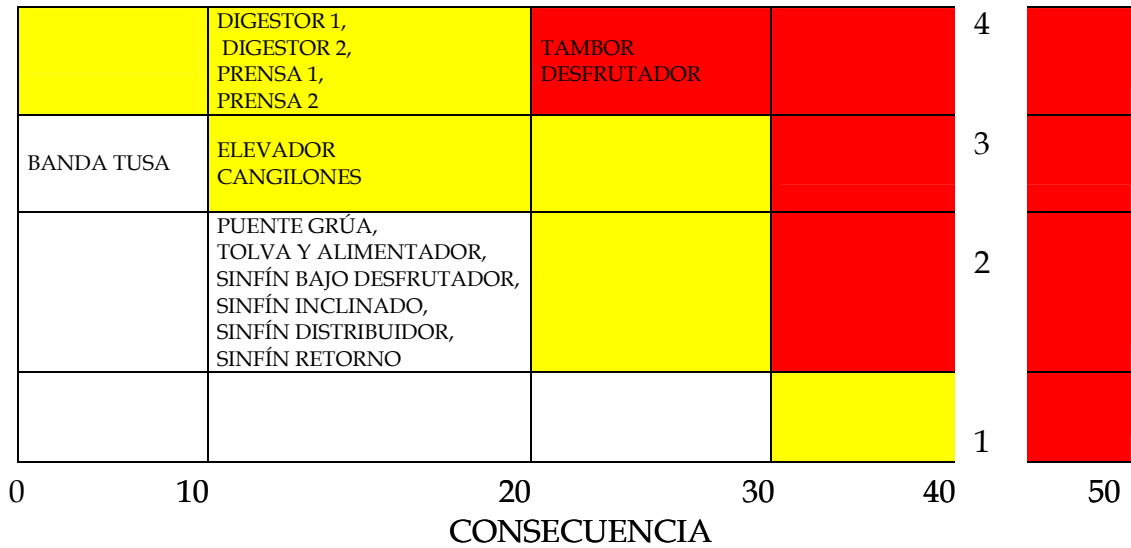 DIGESTOR 1,
DIGESTOR 2,
PRENSA 1,
PRENSA 2
TAMBOR
DESFRUTADOR
4
BANDA TUSA
ELEVADOR
CANGILONES
3
PUENTE GRÚA,
TOLVA Y ALIMENTADOR,
SINFÍN BAJO DESFRUTADOR,
SINFÍN INCLINADO,
SINFÍN DISTRIBUIDOR,
SINFÍN RETORNO
2
1
0 10 20 30 40 50
CONSECUENCIA